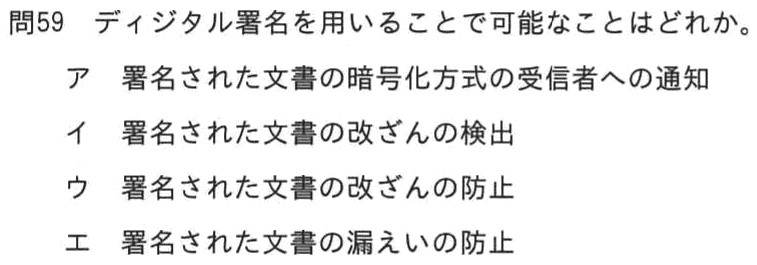 問59　ディジタル署名を用いることで可能なことはどれか。
ア　署名された文書の暗号化方式の受信者への通知
イ　署名された文書の改ざんの検出
ウ　署名された文書の改ざんの防止
エ　署名された文書の漏えいの防止